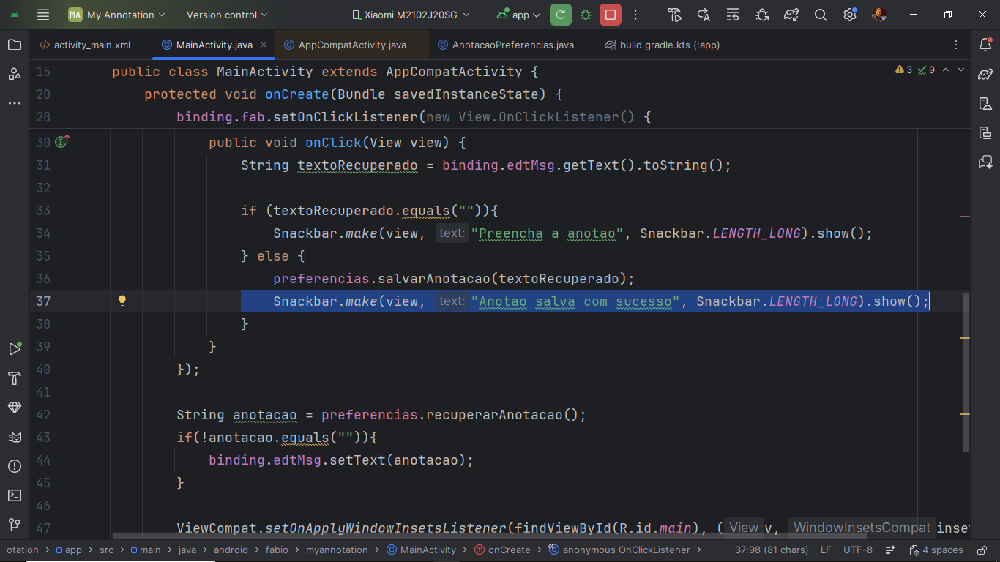 MA My Annotation Version control Xiaomi M2102J20SG app
activity_main.xml MainActivity.java AppCompatActivity.java AnotacaoPreferencias.java build.gradle.kts (:app)
15 public class MainActivity extends AppCompatActivity { 3 9
20 protected void onCreate(Bundle savedInstanceState) {
28 binding.fab.setOnClickListener(new View.OnClickListener() {
30 public void onClick(View view) {
31 String textoRecuperado = binding.edtMsg.getText().toString();
32
33 if (textoRecuperado.equals("")){
34 Snackbar.make(view, text: "Preencha a anotao", Snackbar.LENGTH_LONG).show();
35 } else {
36 preferencias.salvarAnotacao(textoRecuperado);
37 Snackbar.make(view, text: "Anotao salva com sucesso", Snackbar.LENGTH_LONG).show();
38 }
39 }
40 });
41
42 String anotacao = preferencias.recuperarAnotacao();
43 if(!anotacao.equals("")){
44 binding.edtMsg.setText(anotacao);
45 }
46
47 ViewCompat.setOnApplyWindowInsetsListener(findViewById(R.id.main), ( View v, WindowInsetsCompat inset
otation > app > src > main > java > android > fabio > myannotation > MainActivity > onCreate > anonymous OnClickListener > 37:98 (81 chars) LF UTF-8 4 spaces